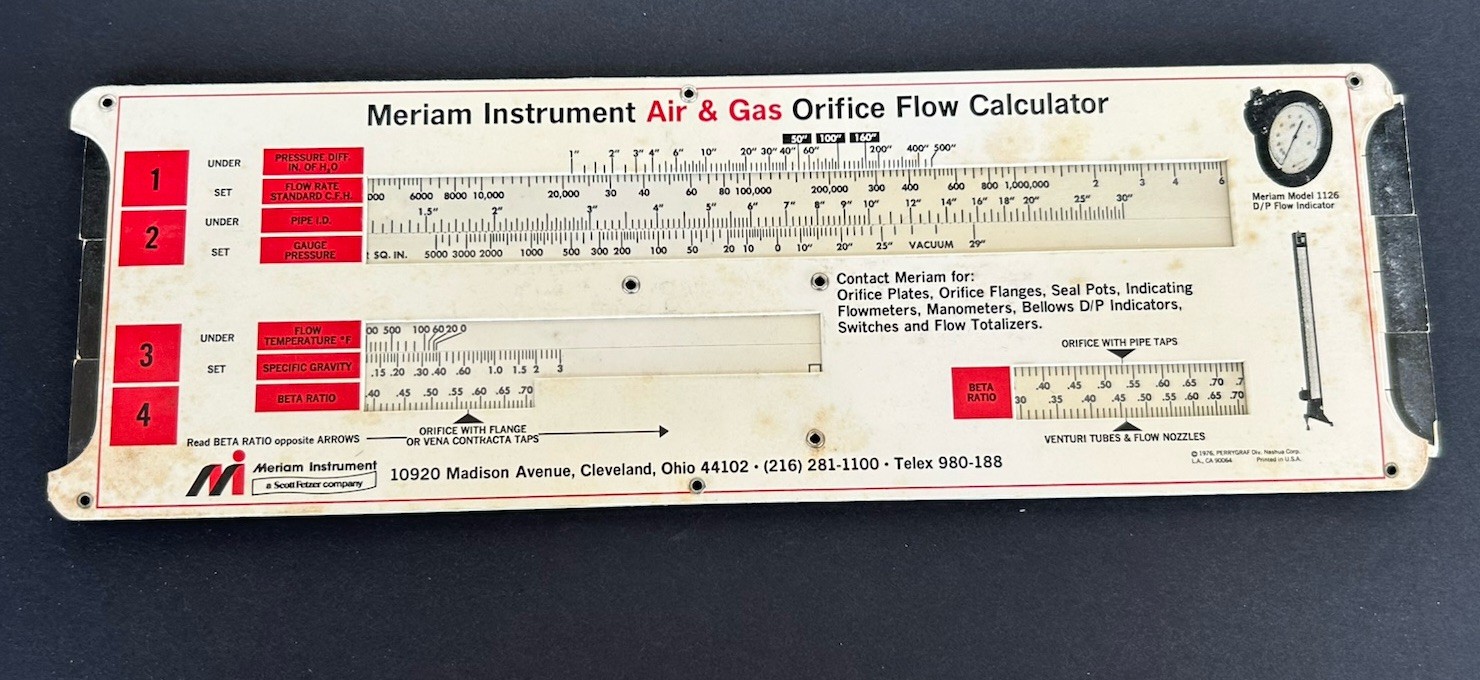 Meriam Instrument Air & Gas Orifice Flow Calculator
50" 100" 160"
1" 2" 3" 4" 6" 10" 20" 30" 40" 60" 200" 400" 500"
1 UNDER PRESSURE DIFF. IN. OF H2O
SET FLOW RATE STANDARD C.F.H.
000 6000 8000 10,000 20,000 30 40 60 80 100,000 200,000 300 400 600 800 1,000,000 2 3 4 6
2 UNDER PIPE I.D.
1.5" 2" 3" 4" 5" 6" 7" 8" 9" 10" 12" 14" 16" 18" 20" 25" 30"
SET GAUGE PRESSURE
SQ. IN. 5000 3000 2000 1000 500 300 200 100 50 20 10 0 10" 20" 25" VACUUM 29"
Meriam Model 1126
D/P Flow Indicator
Contact Meriam for:
Orifice Plates, Orifice Flanges, Seal Pots, Indicating
Flowmeters, Manometers, Bellows D/P Indicators,
Switches and Flow Totalizers.
3 UNDER FLOW TEMPERATURE °F
00 500 100 60 20 0
SET SPECIFIC GRAVITY
.15 .20 .30 .40 .60 1.0 1.5 2 3
4 BETA RATIO
.40 .45 .50 .55 .60 .65 .70
ORIFICE WITH FLANGE
OR VENA CONTRACTA TAPS
Read BETA RATIO opposite ARROWS
ORIFICE WITH PIPE TAPS
BETA RATIO
.40 .45 .50 .55 .60 .65 .70 .7
30 .35 .40 .45 .50 .55 .60 .65 .70
VENTURI TUBES & FLOW NOZZLES
Meriam Instrument
a Scott Fetzer company
10920 Madison Avenue, Cleveland, Ohio 44102 • (216) 281-1100 • Telex 980-188
© 1976, PERRYGRAF Div. Nashua Corp.
L.A., CA 90064 Printed in U.S.A.